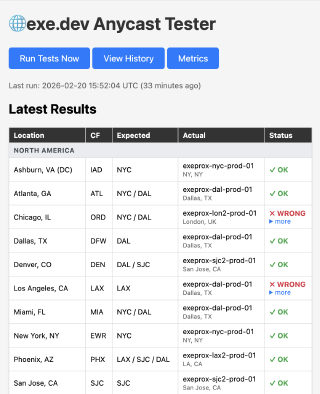 exe.dev Anycast Tester
Run Tests Now View History Metrics
Last run: 2026-02-20 15:52:04 UTC (33 minutes ago)
Latest Results
Location CF Expected Actual Status
NORTH AMERICA
Ashburn, VA (DC) IAD NYC exeprox-nyc-prod-01 ✓ OK
NY, NY
Atlanta, GA ATL NYC / DAL exeprox-dal-prod-01 ✓ OK
Dallas, TX
Chicago, IL ORD NYC / DAL exeprox-lon2-prod-01 ✕ WRONG
London, UK ▶ more
Dallas, TX DFW DAL exeprox-dal-prod-01 ✓ OK
Dallas, TX
Denver, CO DEN DAL / SJC exeprox-sjc2-prod-01 ✓ OK
San Jose, CA
Los Angeles, CA LAX LAX exeprox-dal-prod-01 ✕ WRONG
Dallas, TX ▶ more
Miami, FL MIA NYC / DAL exeprox-dal-prod-01 ✓ OK
Dallas, TX
New York, NY EWR NYC exeprox-nyc-prod-01 ✓ OK
NY, NY
Phoenix, AZ PHX LAX / SJC / DAL exeprox-lax2-prod-01 ✓ OK
LA, CA
San Jose, CA SJC SJC exeprox-sjc2-prod-01 ✓ OK
San Jose, CA